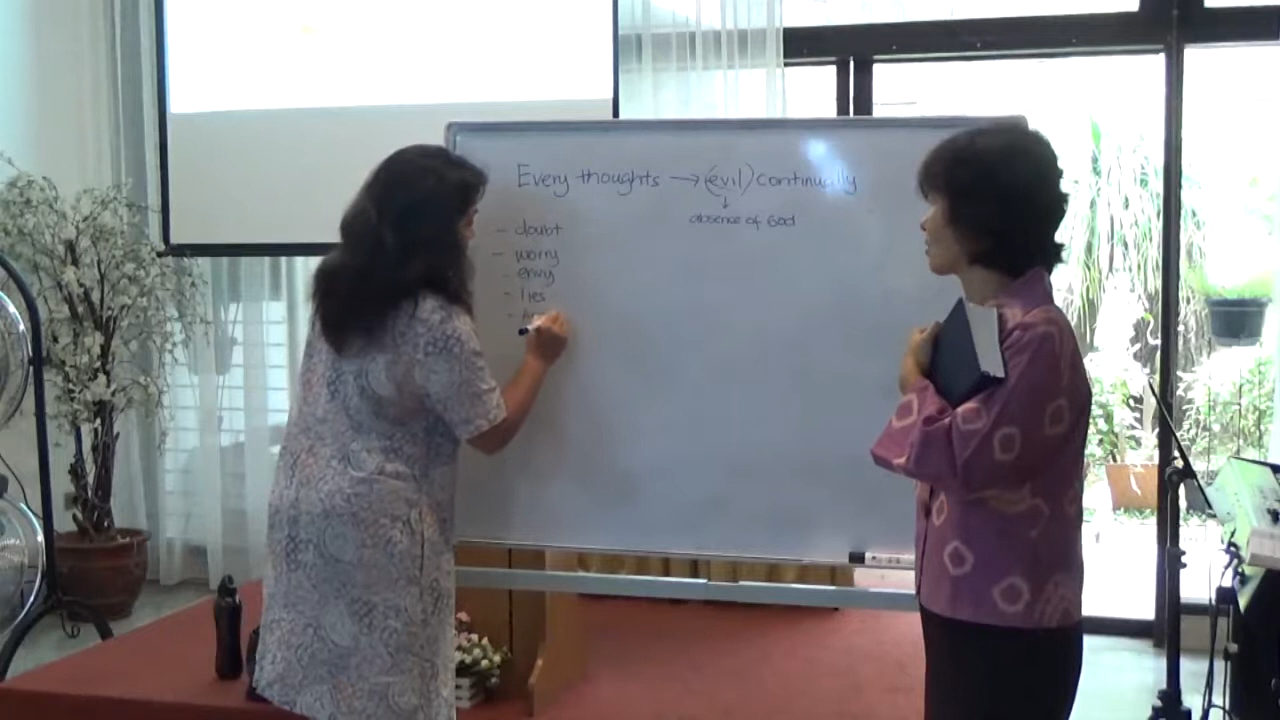 Every thoughts → (evil) continually
↓
absence of God
- doubt
- worry
- envy
- lies